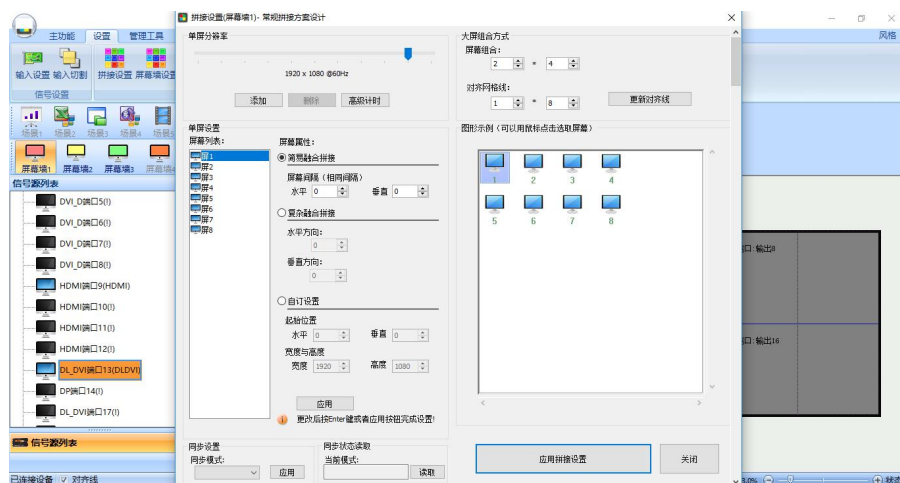 拼接设置(屏幕墙1)- 常规拼接方案设计
主功能 设置 管理工具
风格
输入设置 输入切割 拼接设置 屏幕墙设
信号设置
场景1 场景2 场景3 场景4 场景5
屏幕墙1 屏幕墙2 屏幕墙3 屏幕墙4
信号源列表
DVI_D端口5(!)
DVI_D端口6(!)
DVI_D端口7(!)
DVI_D端口8(!)
HDMI端口9(HDMI)
HDMI端口10(!)
HDMI端口11(!)
HDMI端口12(!)
DL_DVI端口13(DLDVI)
DP端口14(!)
DL_DVI端口17(!)
信号源列表
已连接设备 对齐线
单屏分辨率
1920 x 1080 @60Hz
添加 删除 高级计时
单屏设置
屏幕列表:
屏1
屏2
屏3
屏4
屏5
屏6
屏7
屏8
屏幕属性:
简易融合拼接
屏幕间隔 (相同间隔)
水平 0 垂直 0
复杂融合拼接
水平方向:
0
垂直方向:
0
自订设置
起始位置
水平 0 垂直 0
宽度与高度
宽度 1920 高度 1080
应用
更改后按Enter键或者应用按钮完成设置!
同步设置
同步模式:
应用
同步状态读取
当前模式:
读取
大屏组合方式
屏幕组合:
2 * 4
对齐网格线:
1 * 8 更新对齐线
图形示例 (可以用鼠标点击选取屏幕)
1 2 3 4
5 6 7 8
应用拼接设置 关闭
口:输出8
口:输出16